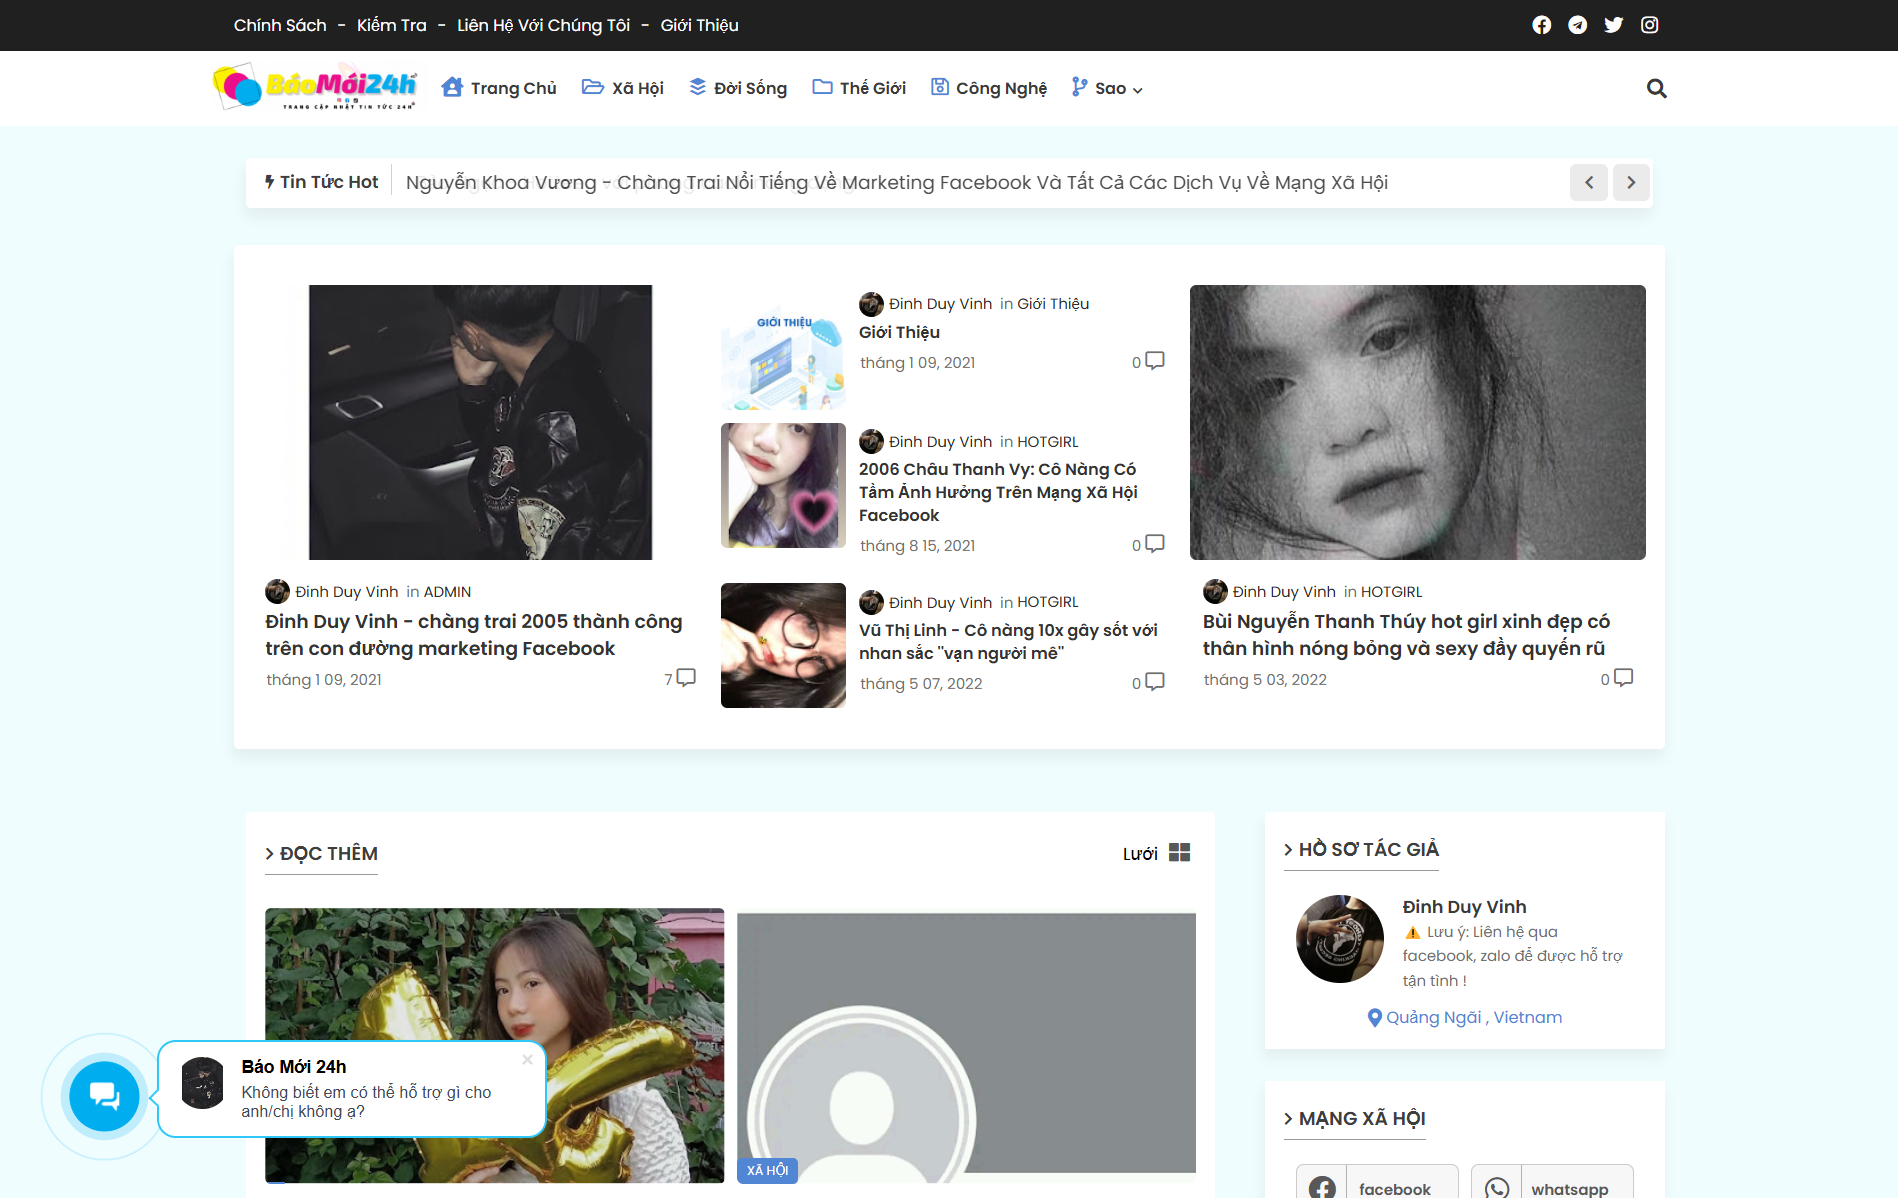 Chính Sách - Kiểm Tra - Liên Hệ Với Chúng Tôi - Giới Thiệu
BáoMới24h
TRANG CẬP NHẬT TIN TỨC 24H
Trang Chủ Xã Hội Đời Sống Thế Giới Công Nghệ Sao
Tin Tức Hot Nguyễn Khoa Vương - Chàng Trai Nổi Tiếng Về Marketing Facebook Và Tất Cả Các Dịch Vụ Về Mạng Xã Hội
Đinh Duy Vinh in ADMIN
Đinh Duy Vinh - chàng trai 2005 thành công
trên con đường marketing Facebook
tháng 1 09, 2021 7
GIỚI THIỆU
Đinh Duy Vinh in Giới Thiệu
Giới Thiệu
tháng 1 09, 2021 0
Đinh Duy Vinh in HOTGIRL
2006 Châu Thanh Vy: Cô Nàng Có
Tầm Ảnh Hưởng Trên Mạng Xã Hội
Facebook
tháng 8 15, 2021 0
Đinh Duy Vinh in HOTGIRL
Vũ Thị Linh - Cô nàng 10x gây sốt với
nhan sắc "vạn người mê"
tháng 5 07, 2022 0
Đinh Duy Vinh in HOTGIRL
Bùi Nguyễn Thanh Thúy hot girl xinh đẹp có
thân hình nóng bỏng và sexy đầy quyến rũ
tháng 5 03, 2022 0
ĐỌC THÊM Lưới
XÃ HỘI
HỒ SƠ TÁC GIẢ
Đinh Duy Vinh
Lưu ý: Liên hệ qua
facebook, zalo để được hỗ trợ
tận tình !
Quảng Ngãi , Vietnam
MẠNG XÃ HỘI
facebook whatsapp
Báo Mới 24h ×
Không biết em có thể hỗ trợ gì cho
anh/chị không ạ?